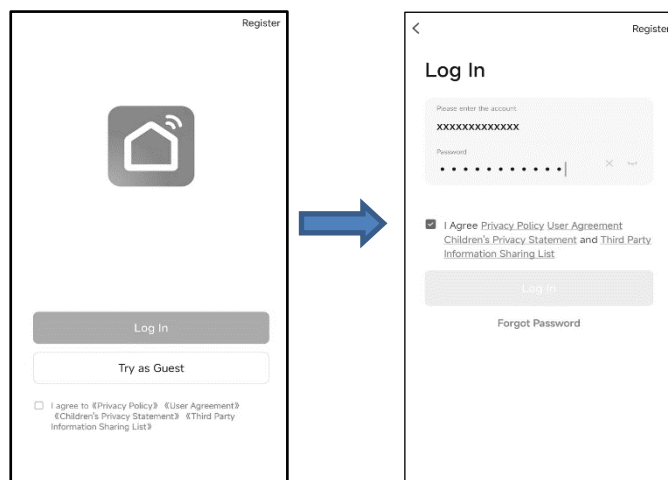 Register
Log In
Try as Guest
I agree to 《Privacy Policy》 《User Agreement》
《Children's Privacy Statement》 《Third Party
Information Sharing List》
Register
Log In
Please enter the account
xxxxxxxxxxxxx
Password
I Agree Privacy Policy User Agreement
Children's Privacy Statement and Third Party
Information Sharing List
Log In
Forgot Password